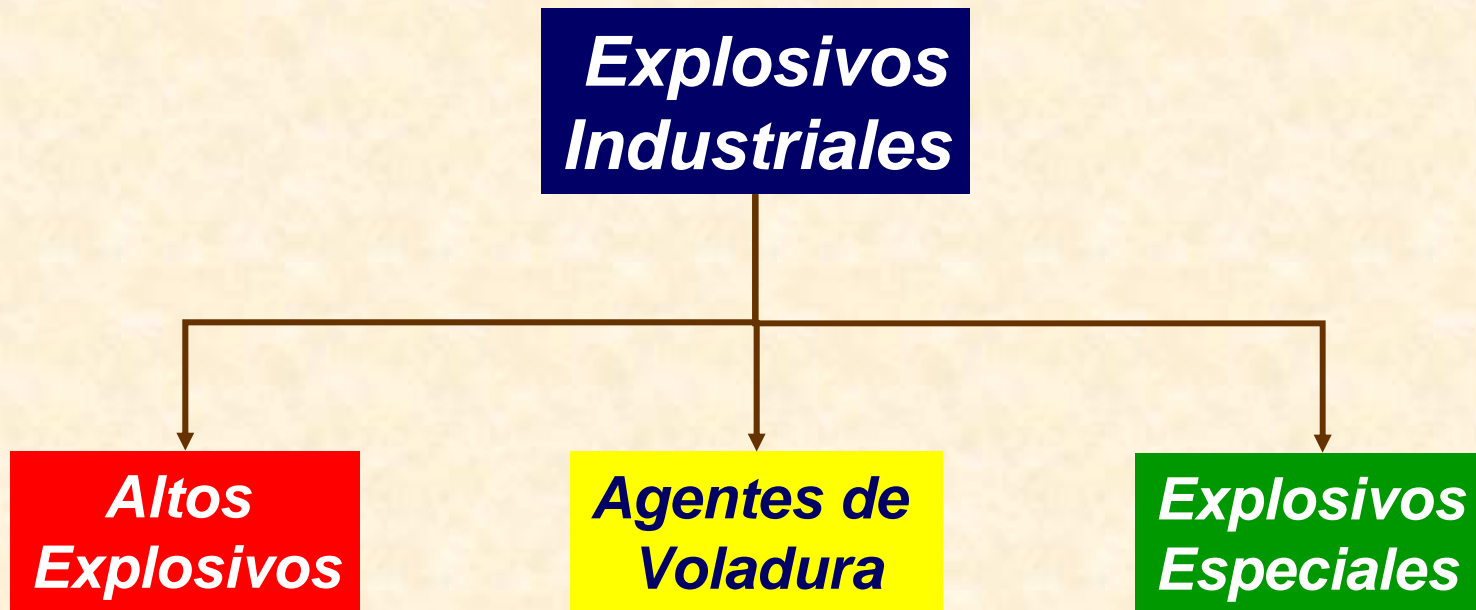 Explosivos
Industriales
Altos
Explosivos
Agentes de
Voladura
Explosivos
Especiales